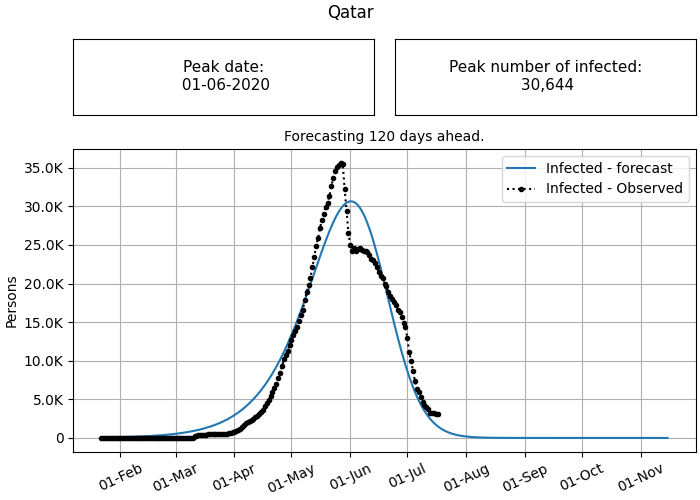 Qatar
Peak date:
01-06-2020
Peak number of infected:
30,644
Forecasting 120 days ahead.
Infected - forecast
Infected - Observed
35.0K
30.0K
25.0K
20.0K
15.0K
10.0K
5.0K
0
Persons
01-Feb
01-Mar
01-Apr
01-May
01-Jun
01-Jul
01-Aug
01-Sep
01-Oct
01-Nov